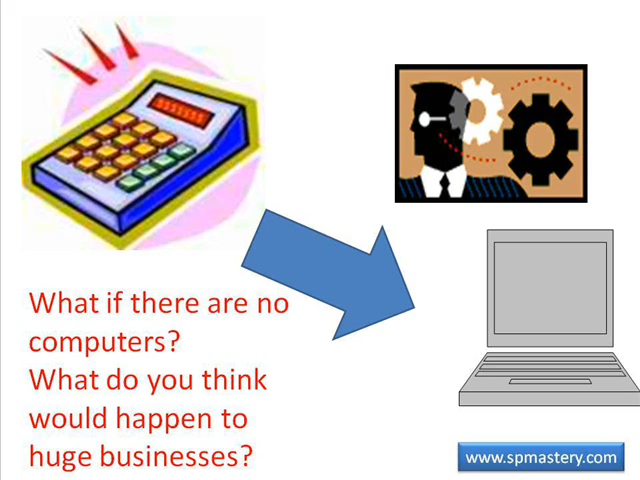 What if there are no
computers?
What do you think
would happen to
huge businesses?
www.spmastery.com